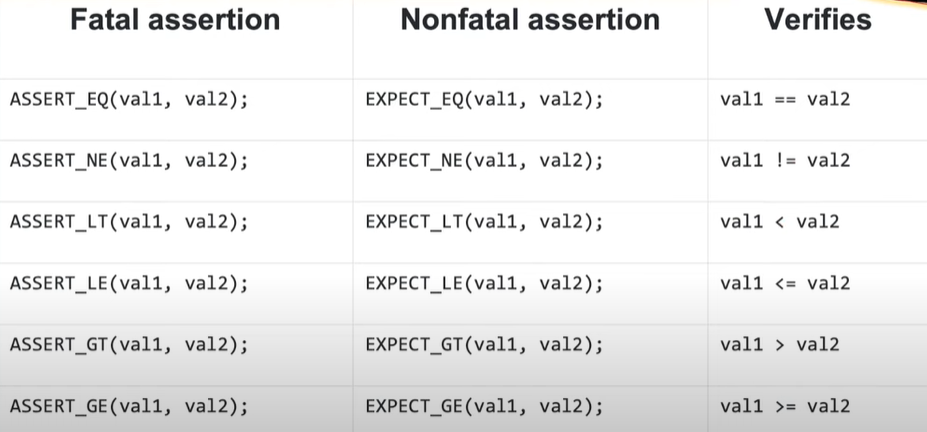 Fatal assertion Nonfatal assertion Verifies
ASSERT_EQ(val1, val2); EXPECT_EQ(val1, val2); val1 == val2
ASSERT_NE(val1, val2); EXPECT_NE(val1, val2); val1 != val2
ASSERT_LT(val1, val2); EXPECT_LT(val1, val2); val1 < val2
ASSERT_LE(val1, val2); EXPECT_LE(val1, val2); val1 <= val2
ASSERT_GT(val1, val2); EXPECT_GT(val1, val2); val1 > val2
ASSERT_GE(val1, val2); EXPECT_GE(val1, val2); val1 >= val2